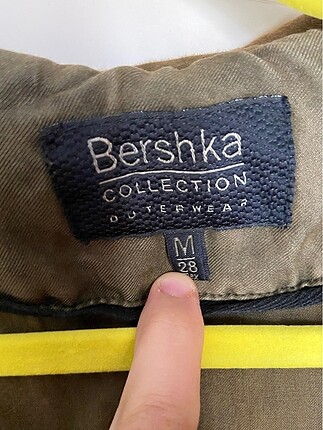 Bershka
COLLECTION
OUTERWEAR
M
28